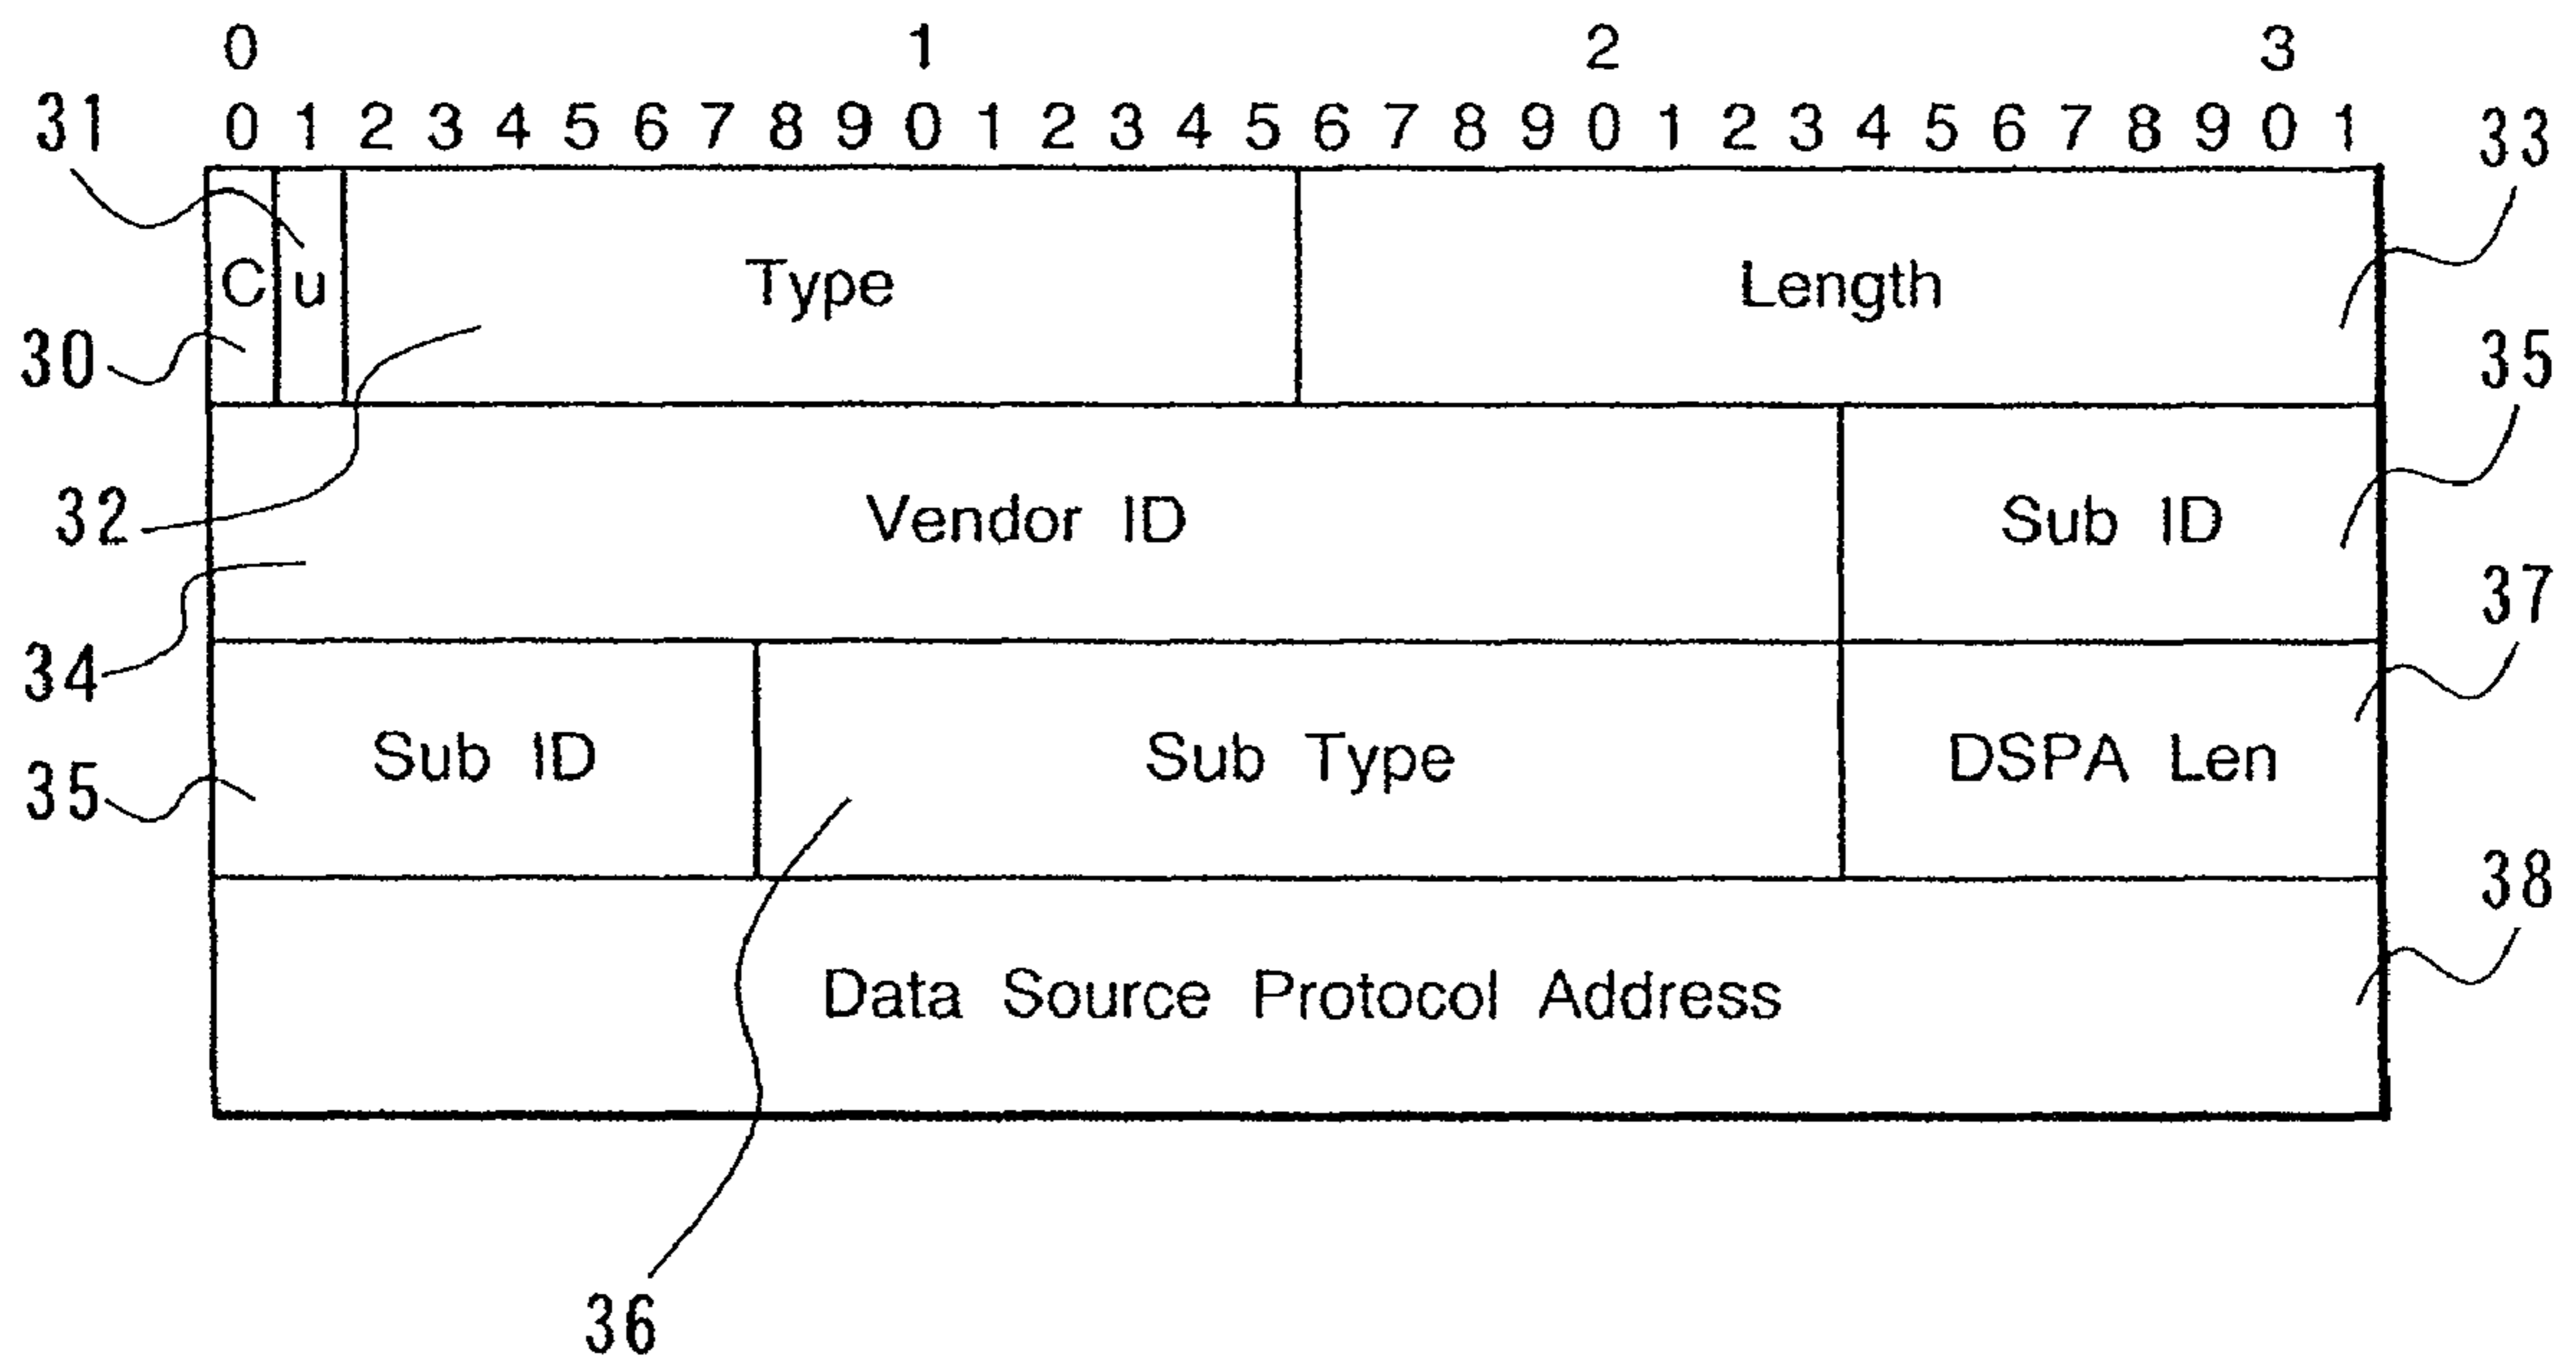 0 1 2 3
31 0 1 2 3 4 5 6 7 8 9 0 1 2 3 4 5 6 7 8 9 0 1 2 3 4 5 6 7 8 9 0 1 33
C u Type Length
30 35
32 Vendor ID Sub ID
34 37
35 Sub ID Sub Type DSPA Len
38
Data Source Protocol Address
36